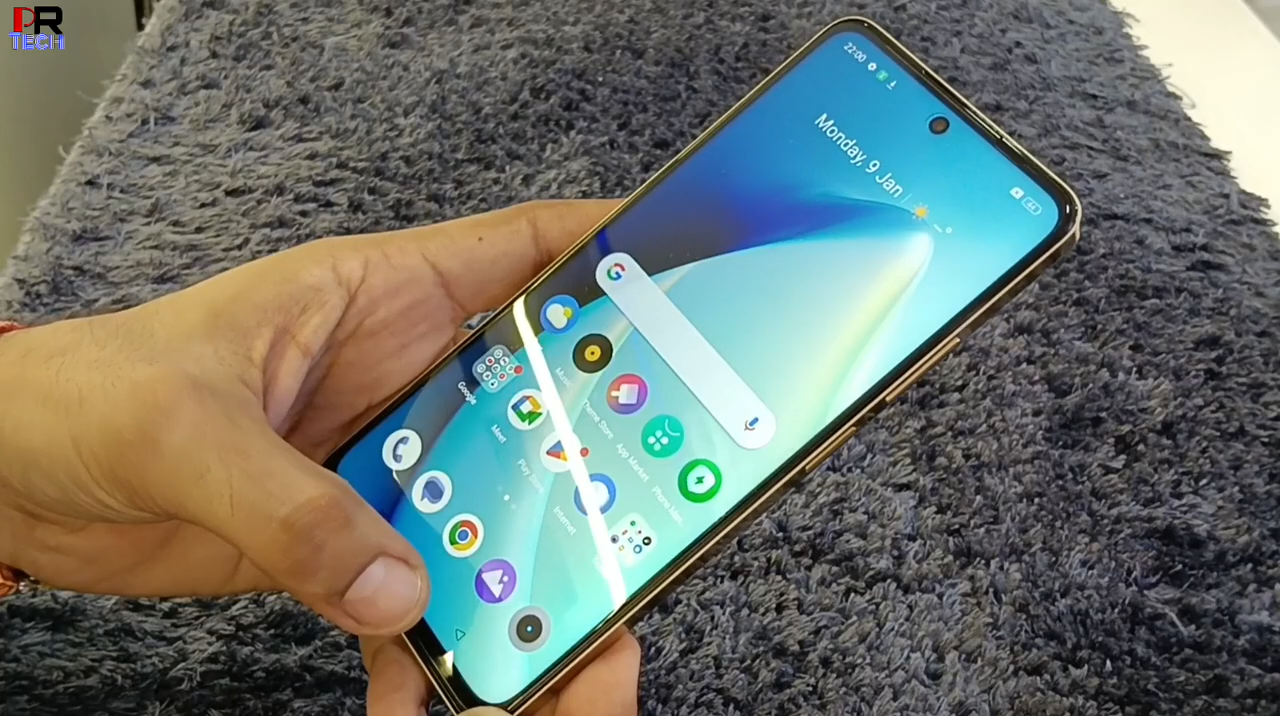 PR
TECH
22:00
Monday, 9 Jan
64
G
Music
Theme Store
App Market
Phone Man...
Google
Meet
Play Store
Internet